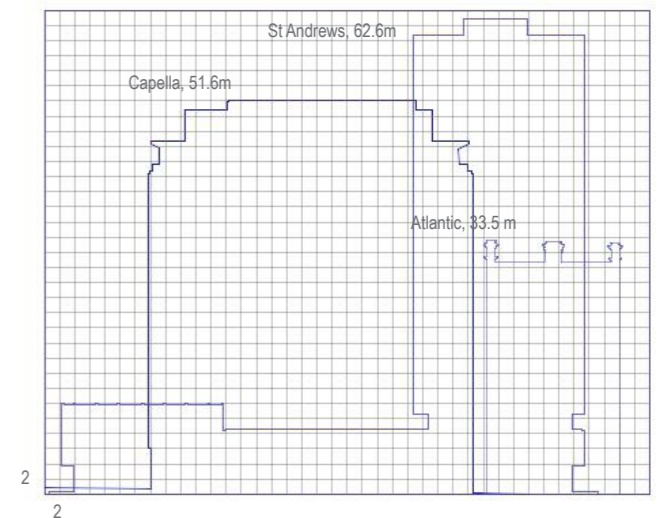 St Andrews, 62.6m
Capella, 51.6m
Atlantic, 33.5 m
2
2